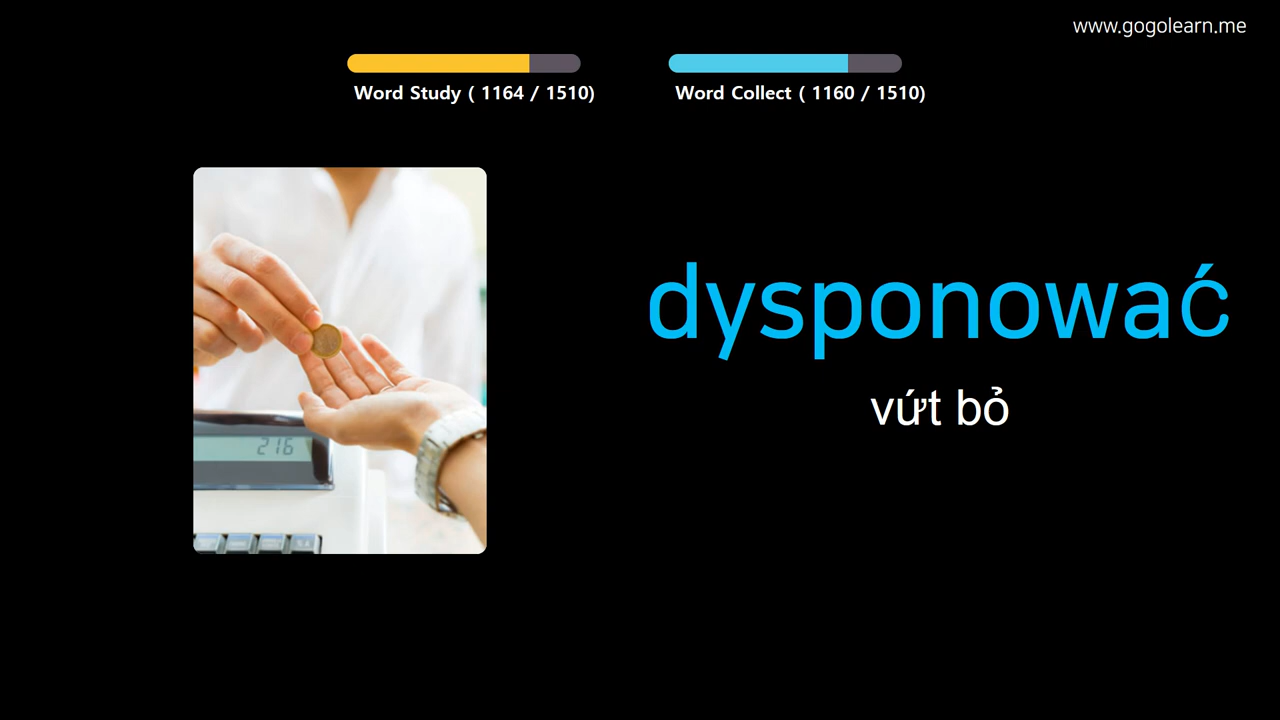 www.gogolearn.me
Word Study ( 1164 / 1510)
Word Collect ( 1160 / 1510)
dysponować
vứt bỏ
216